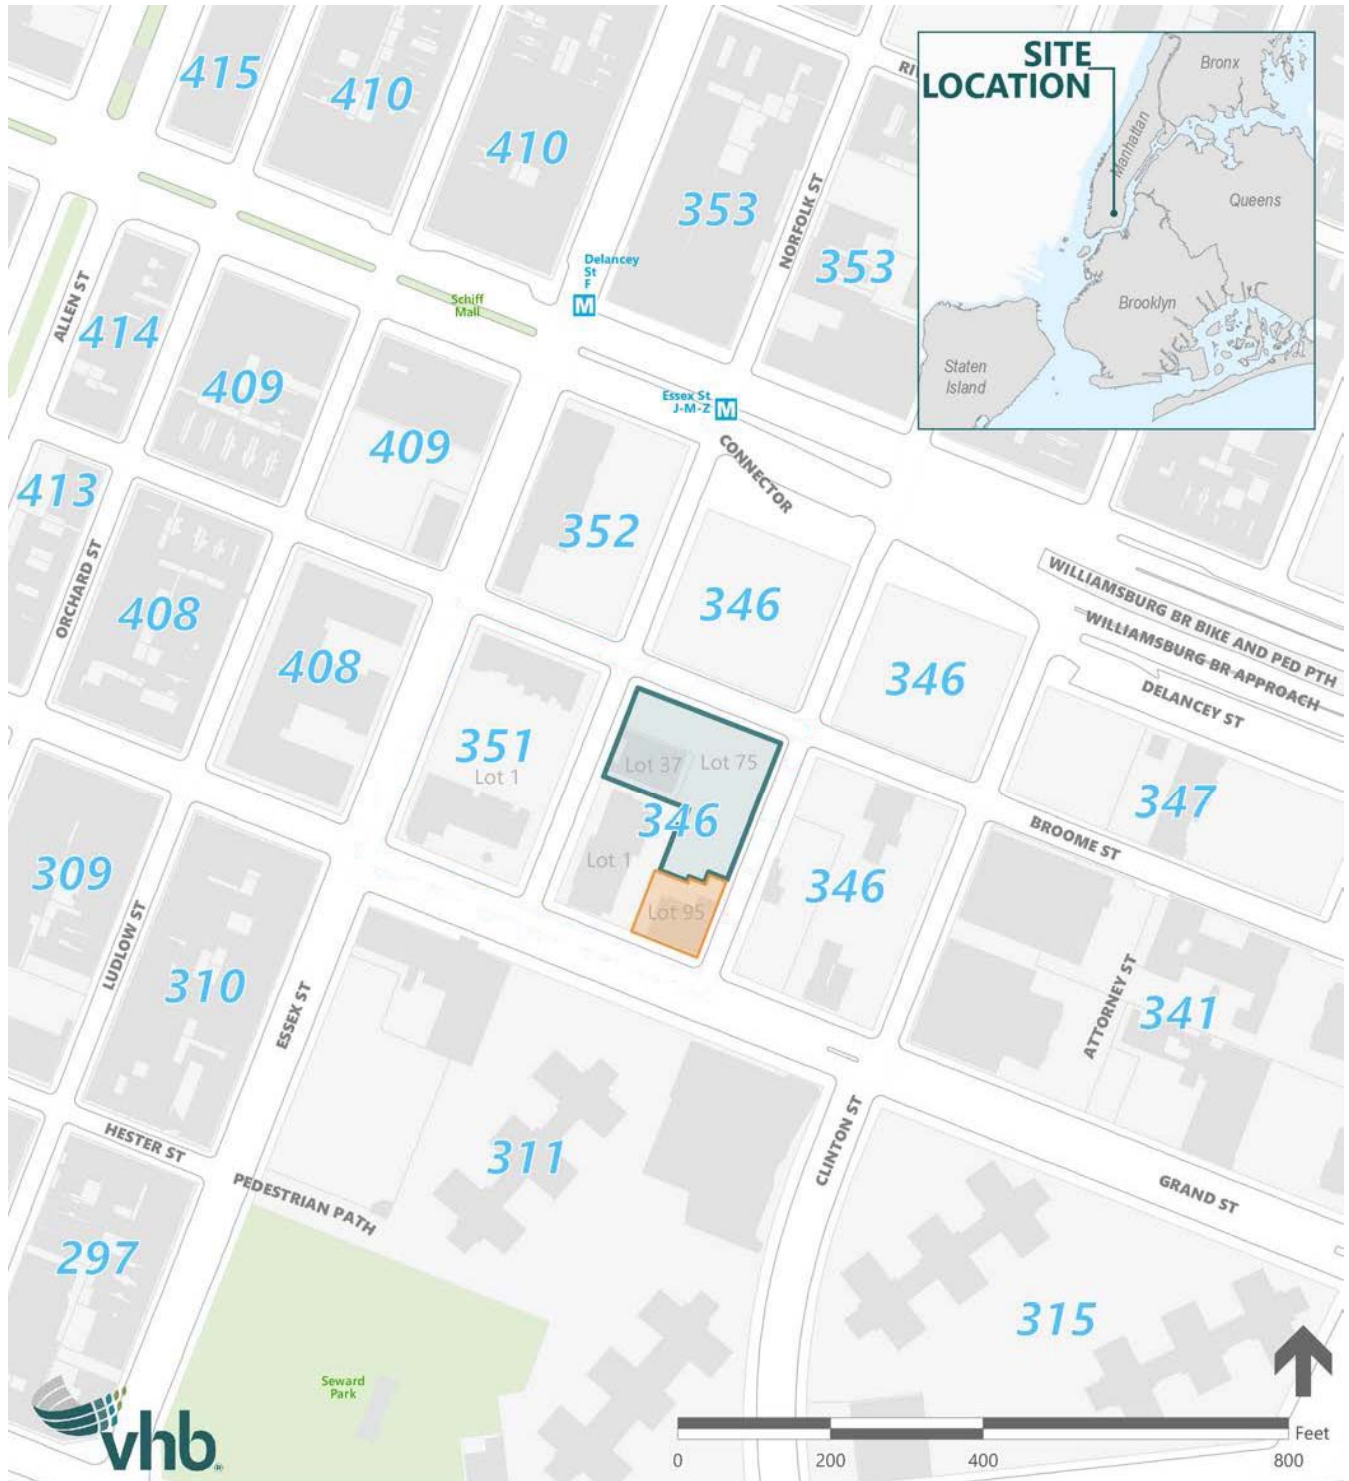 415
410
410
353
NORFOLK ST
353
RI
SITE
LOCATION
Bronx
Manhattan
Queens
Brooklyn
Staten
Island
Delancey
St
F
M
Schiff
Mall
ALLEN ST
414
409
409
Essex St
J-M-Z
M
CONNECTOR
413
ORCHARD ST
408
408
352
346
346
WILLIAMSBURG BR BIKE AND PED PTH
WILLIAMSBURG BR APPROACH
DELANCEY ST
351
Lot 1
Lot 37
Lot 75
346
Lot 1
Lot 95
346
347
BROOME ST
309
LUDLOW ST
310
ESSEX ST
341
ATTORNEY ST
HESTER ST
PEDESTRIAN PATH
311
CLINTON ST
GRAND ST
297
315
Seward
Park
vhb
0
200
400
800
Feet